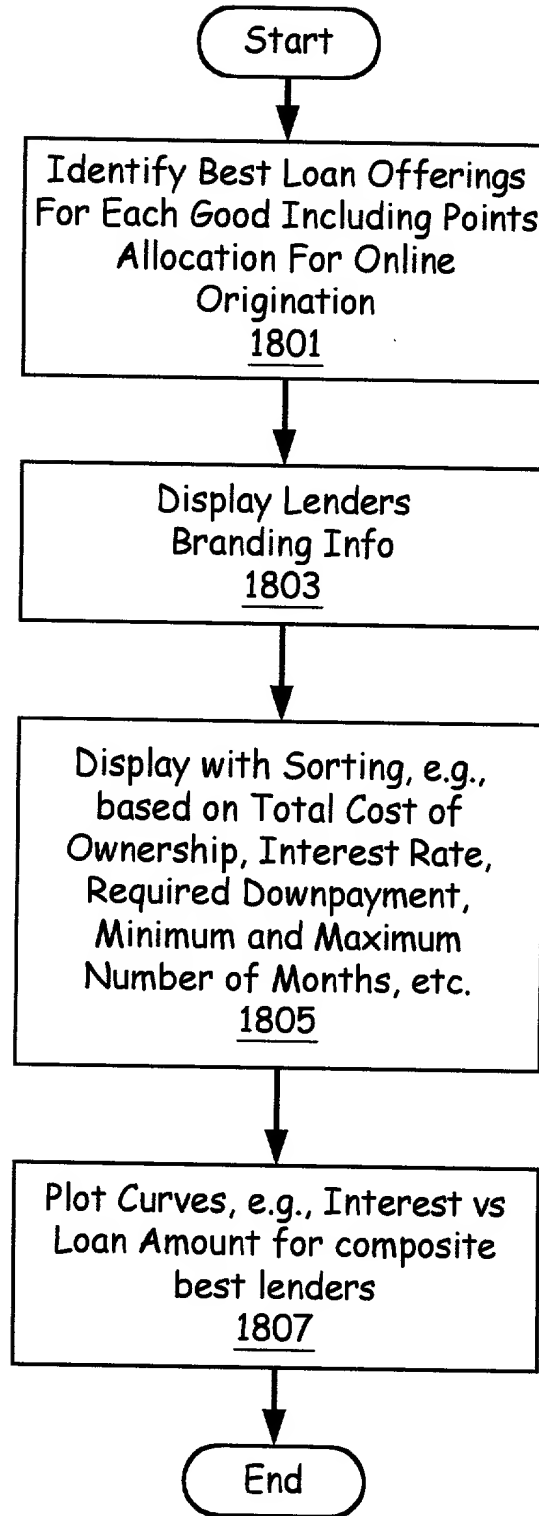 Start
Identify Best Loan Offerings
For Each Good Including Points
Allocation For Online
Origination
1801
Display Lenders
Branding Info
1803
Display with Sorting, e.g.,
based on Total Cost of
Ownership, Interest Rate,
Required Downpayment,
Minimum and Maximum
Number of Months, etc.
1805
Plot Curves, e.g., Interest vs
Loan Amount for composite
best lenders
1807
End